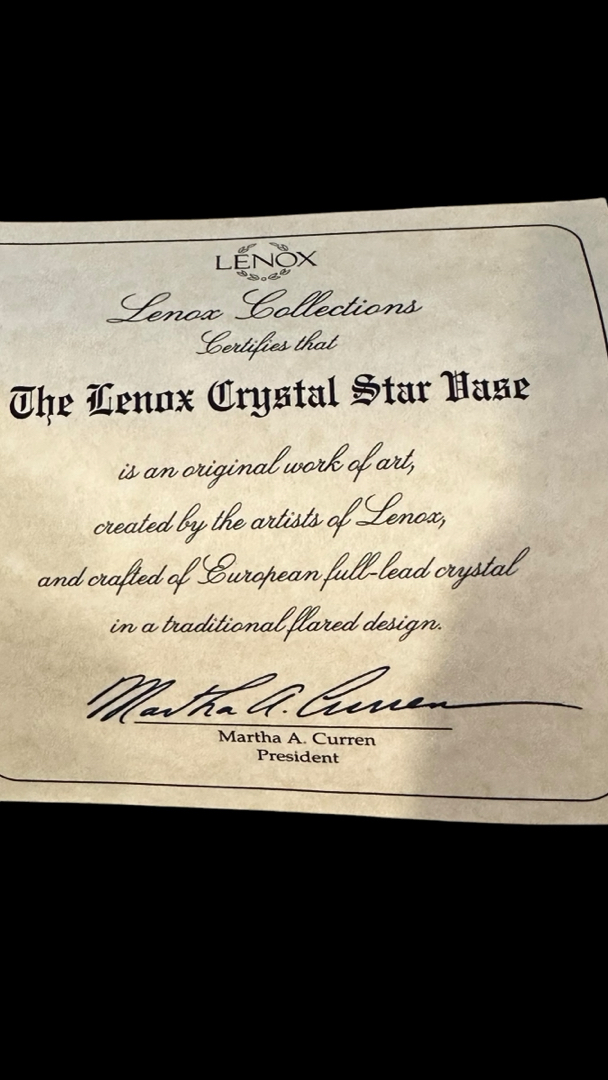 LENOX
Lenox Collections
Certifies that
The Lenox Crystal Star Vase
is an original work of art,
created by the artists of Lenox,
and crafted of European full-lead crystal
in a traditional flared design.
Martha A. Curren
Martha A. Curren
President